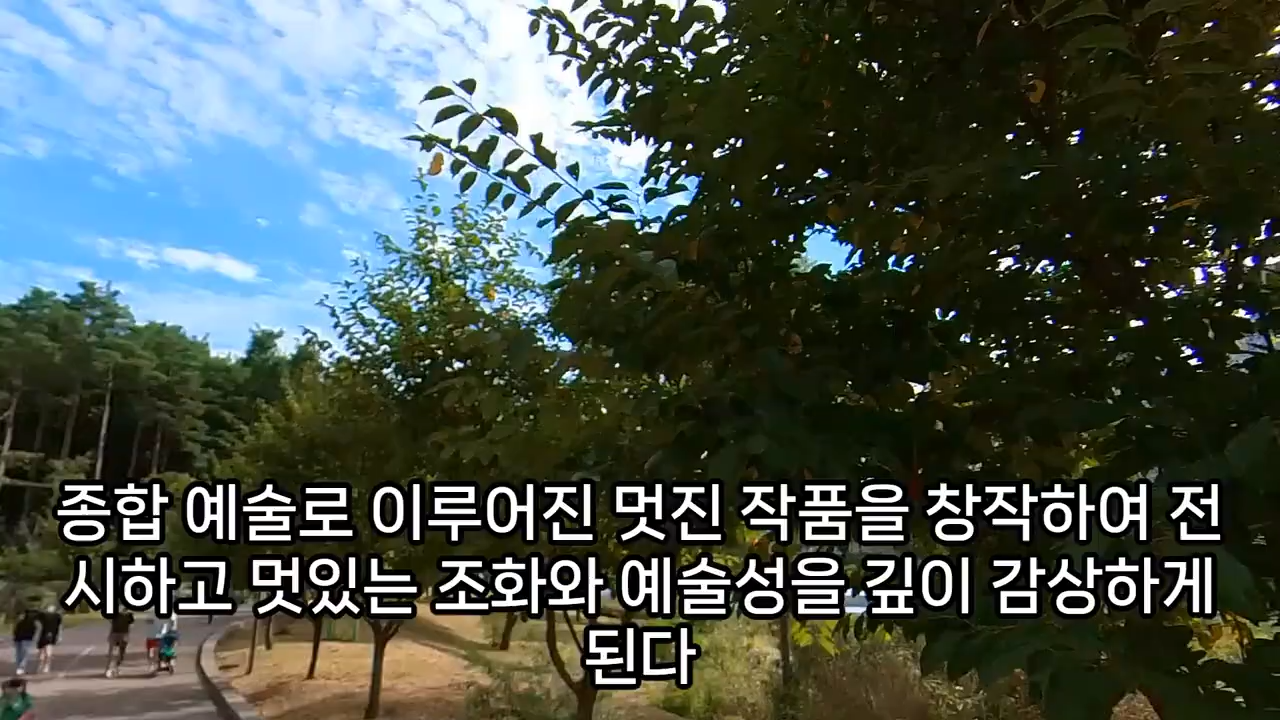 종합 예술로 이루어진 멋진 작품을 창작하여 전
시하고 멋있는 조화와 예술성을 깊이 감상하게
된다